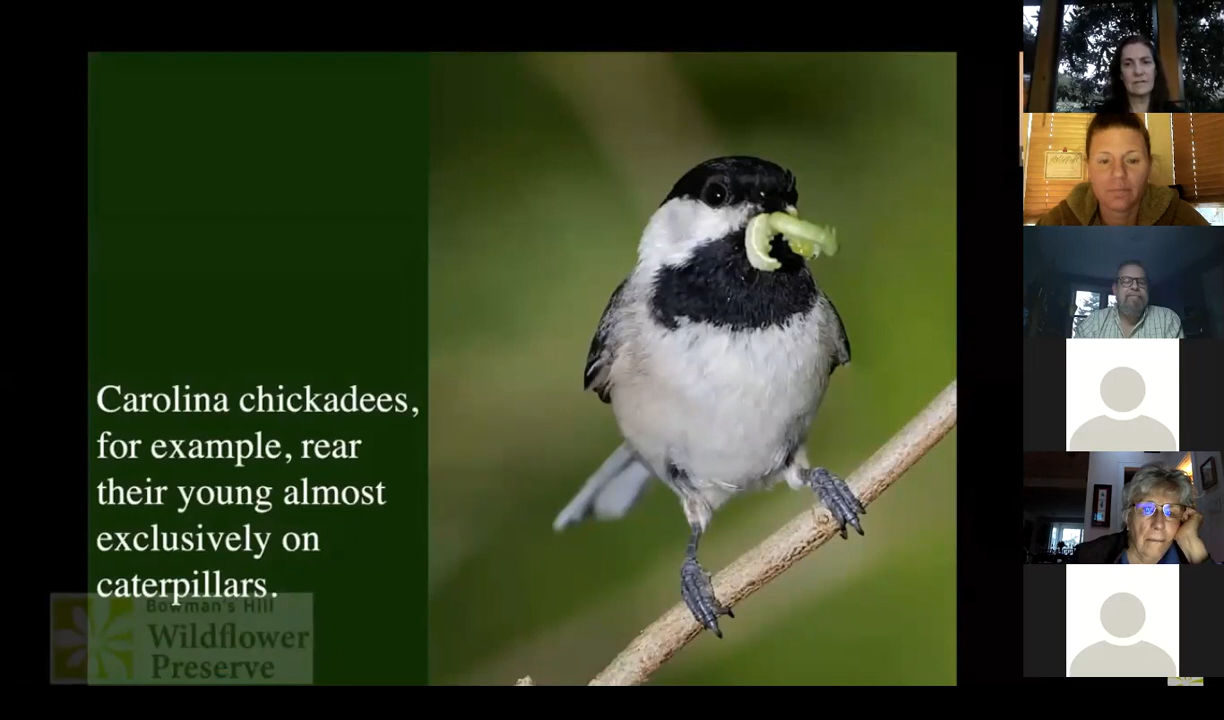 Carolina chickadees,
for example, rear
their young almost
exclusively on
caterpillars.
Bowman's Hill
Wildflower
Preserve